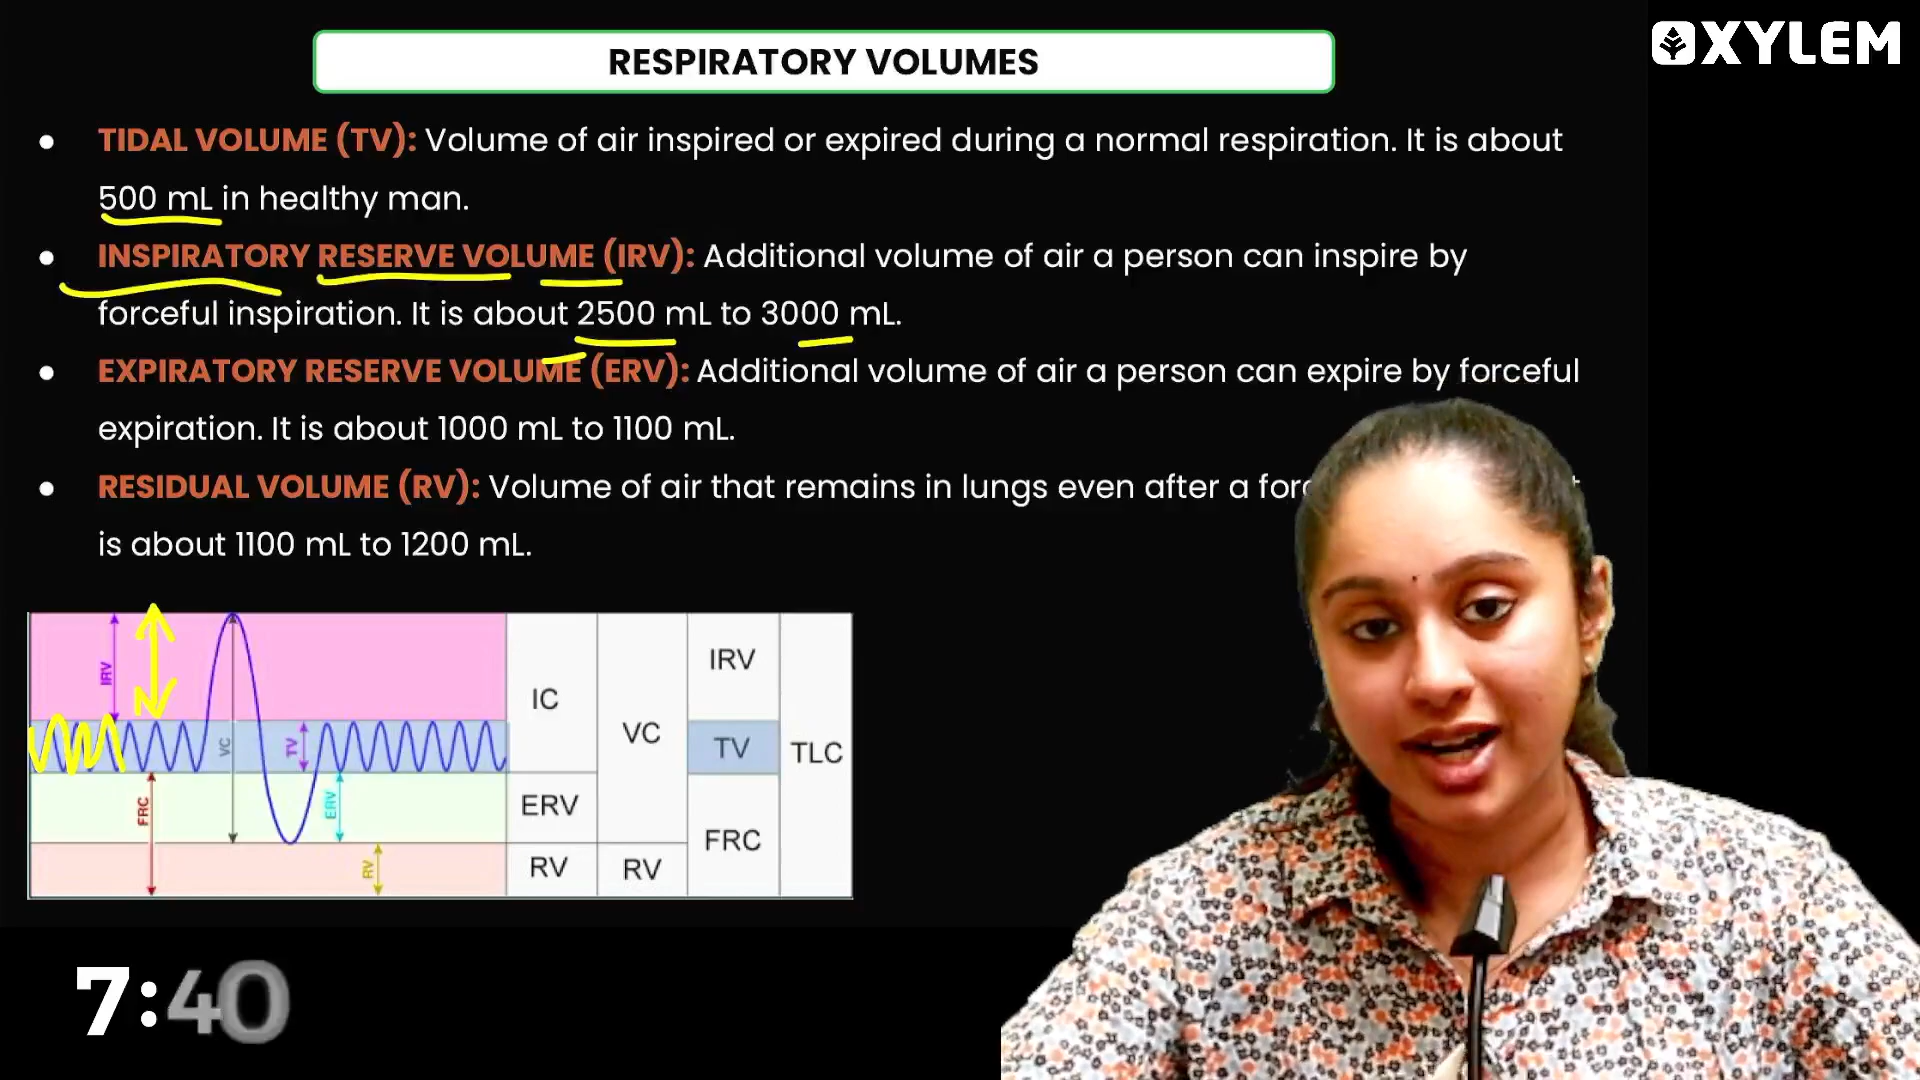 RESPIRATORY VOLUMES
OXYLEM
• TIDAL VOLUME (TV): Volume of air inspired or expired during a normal respiration. It is about
500 mL in healthy man.
• INSPIRATORY RESERVE VOLUME (IRV): Additional volume of air a person can inspire by
forceful inspiration. It is about 2500 mL to 3000 mL.
• EXPIRATORY RESERVE VOLUME (ERV): Additional volume of air a person can expire by forceful
expiration. It is about 1000 mL to 1100 mL.
• RESIDUAL VOLUME (RV): Volume of air that remains in lungs even after a
is about 1100 mL to 1200 mL.
IRV
VC
TV
FRC
ERV
RV
IC
VC
IRV
TV
TLC
ERV
FRC
RV
RV
7:40